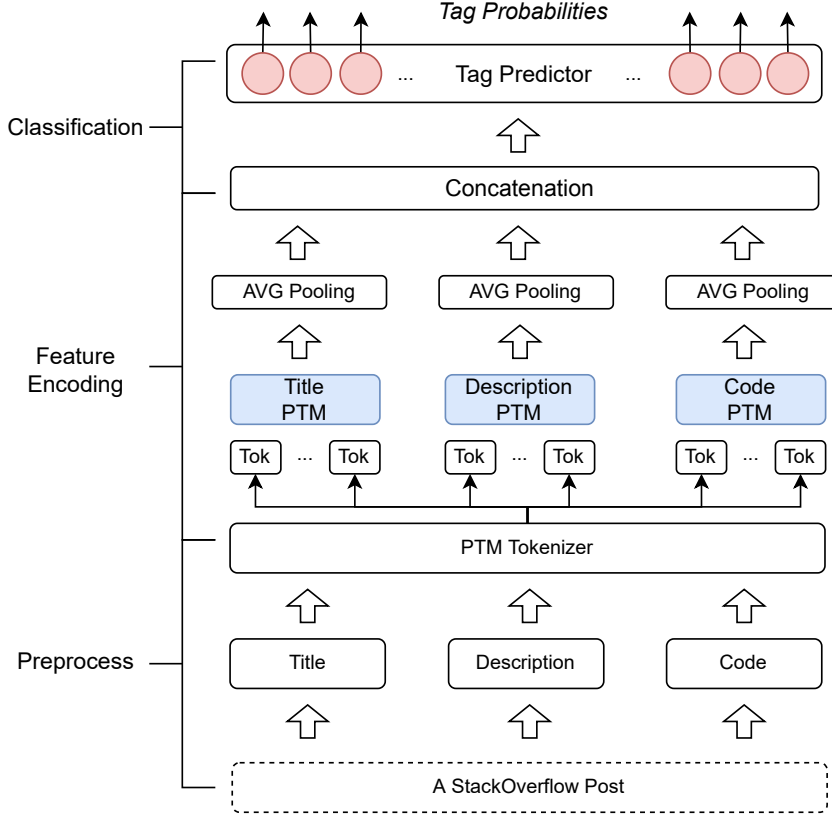 Tag Probabilities
... Tag Predictor ...
Classification
Concatenation
AVG Pooling AVG Pooling AVG Pooling
Feature
Encoding
Title
PTM
Description
PTM
Code
PTM
Tok ... Tok Tok ... Tok Tok ... Tok
PTM Tokenizer
Preprocess
Title Description Code
A StackOverflow Post